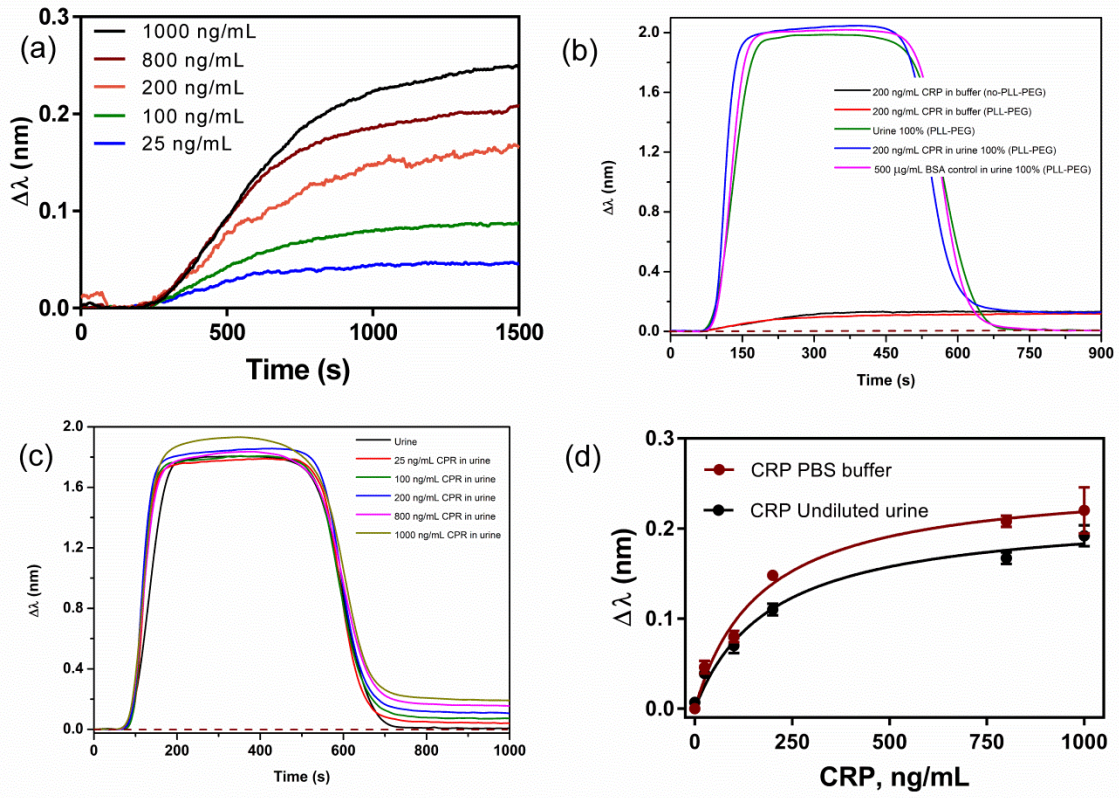 (a)
0.3
0.2
0.1
0.0
Δλ (nm)
1000 ng/mL
800 ng/mL
200 ng/mL
100 ng/mL
25 ng/mL
0 500 1000 1500
Time (s)
(b)
2.0
1.6
1.2
0.8
0.4
0.0
Δλ (nm)
200 ng/mL CRP in buffer (no-PLL-PEG)
200 ng/mL CPR in buffer (PLL-PEG)
Urine 100% (PLL-PEG)
200 ng/mL CPR in urine 100% (PLL-PEG)
500 µg/mL BSA control in urine 100% (PLL-PEG)
0 150 300 450 600 750 900
Time (s)
(c)
2.0
1.6
1.2
0.8
0.4
0.0
Δλ (nm)
Urine
25 ng/mL CPR in urine
100 ng/mL CPR in urine
200 ng/mL CPR in urine
800 ng/mL CPR in urine
1000 ng/mL CPR in urine
0 200 400 600 800 1000
Time (s)
(d)
0.3
0.2
0.1
0.0
Δλ (nm)
CRP PBS buffer
CRP Undiluted urine
0 250 500 750 1000
CRP, ng/mL